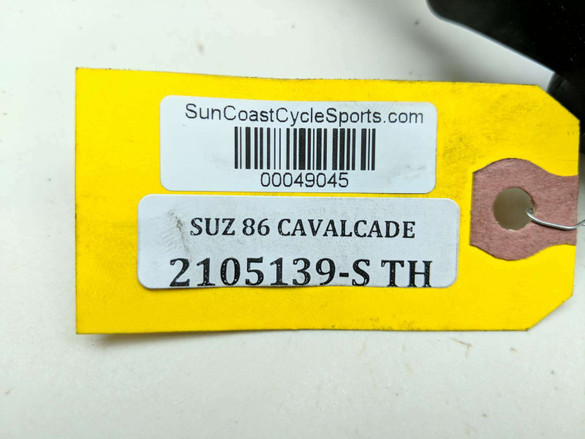 SunCoastCycleSports.com
00049045
SUZ 86 CAVALCADE
2105139-S TH